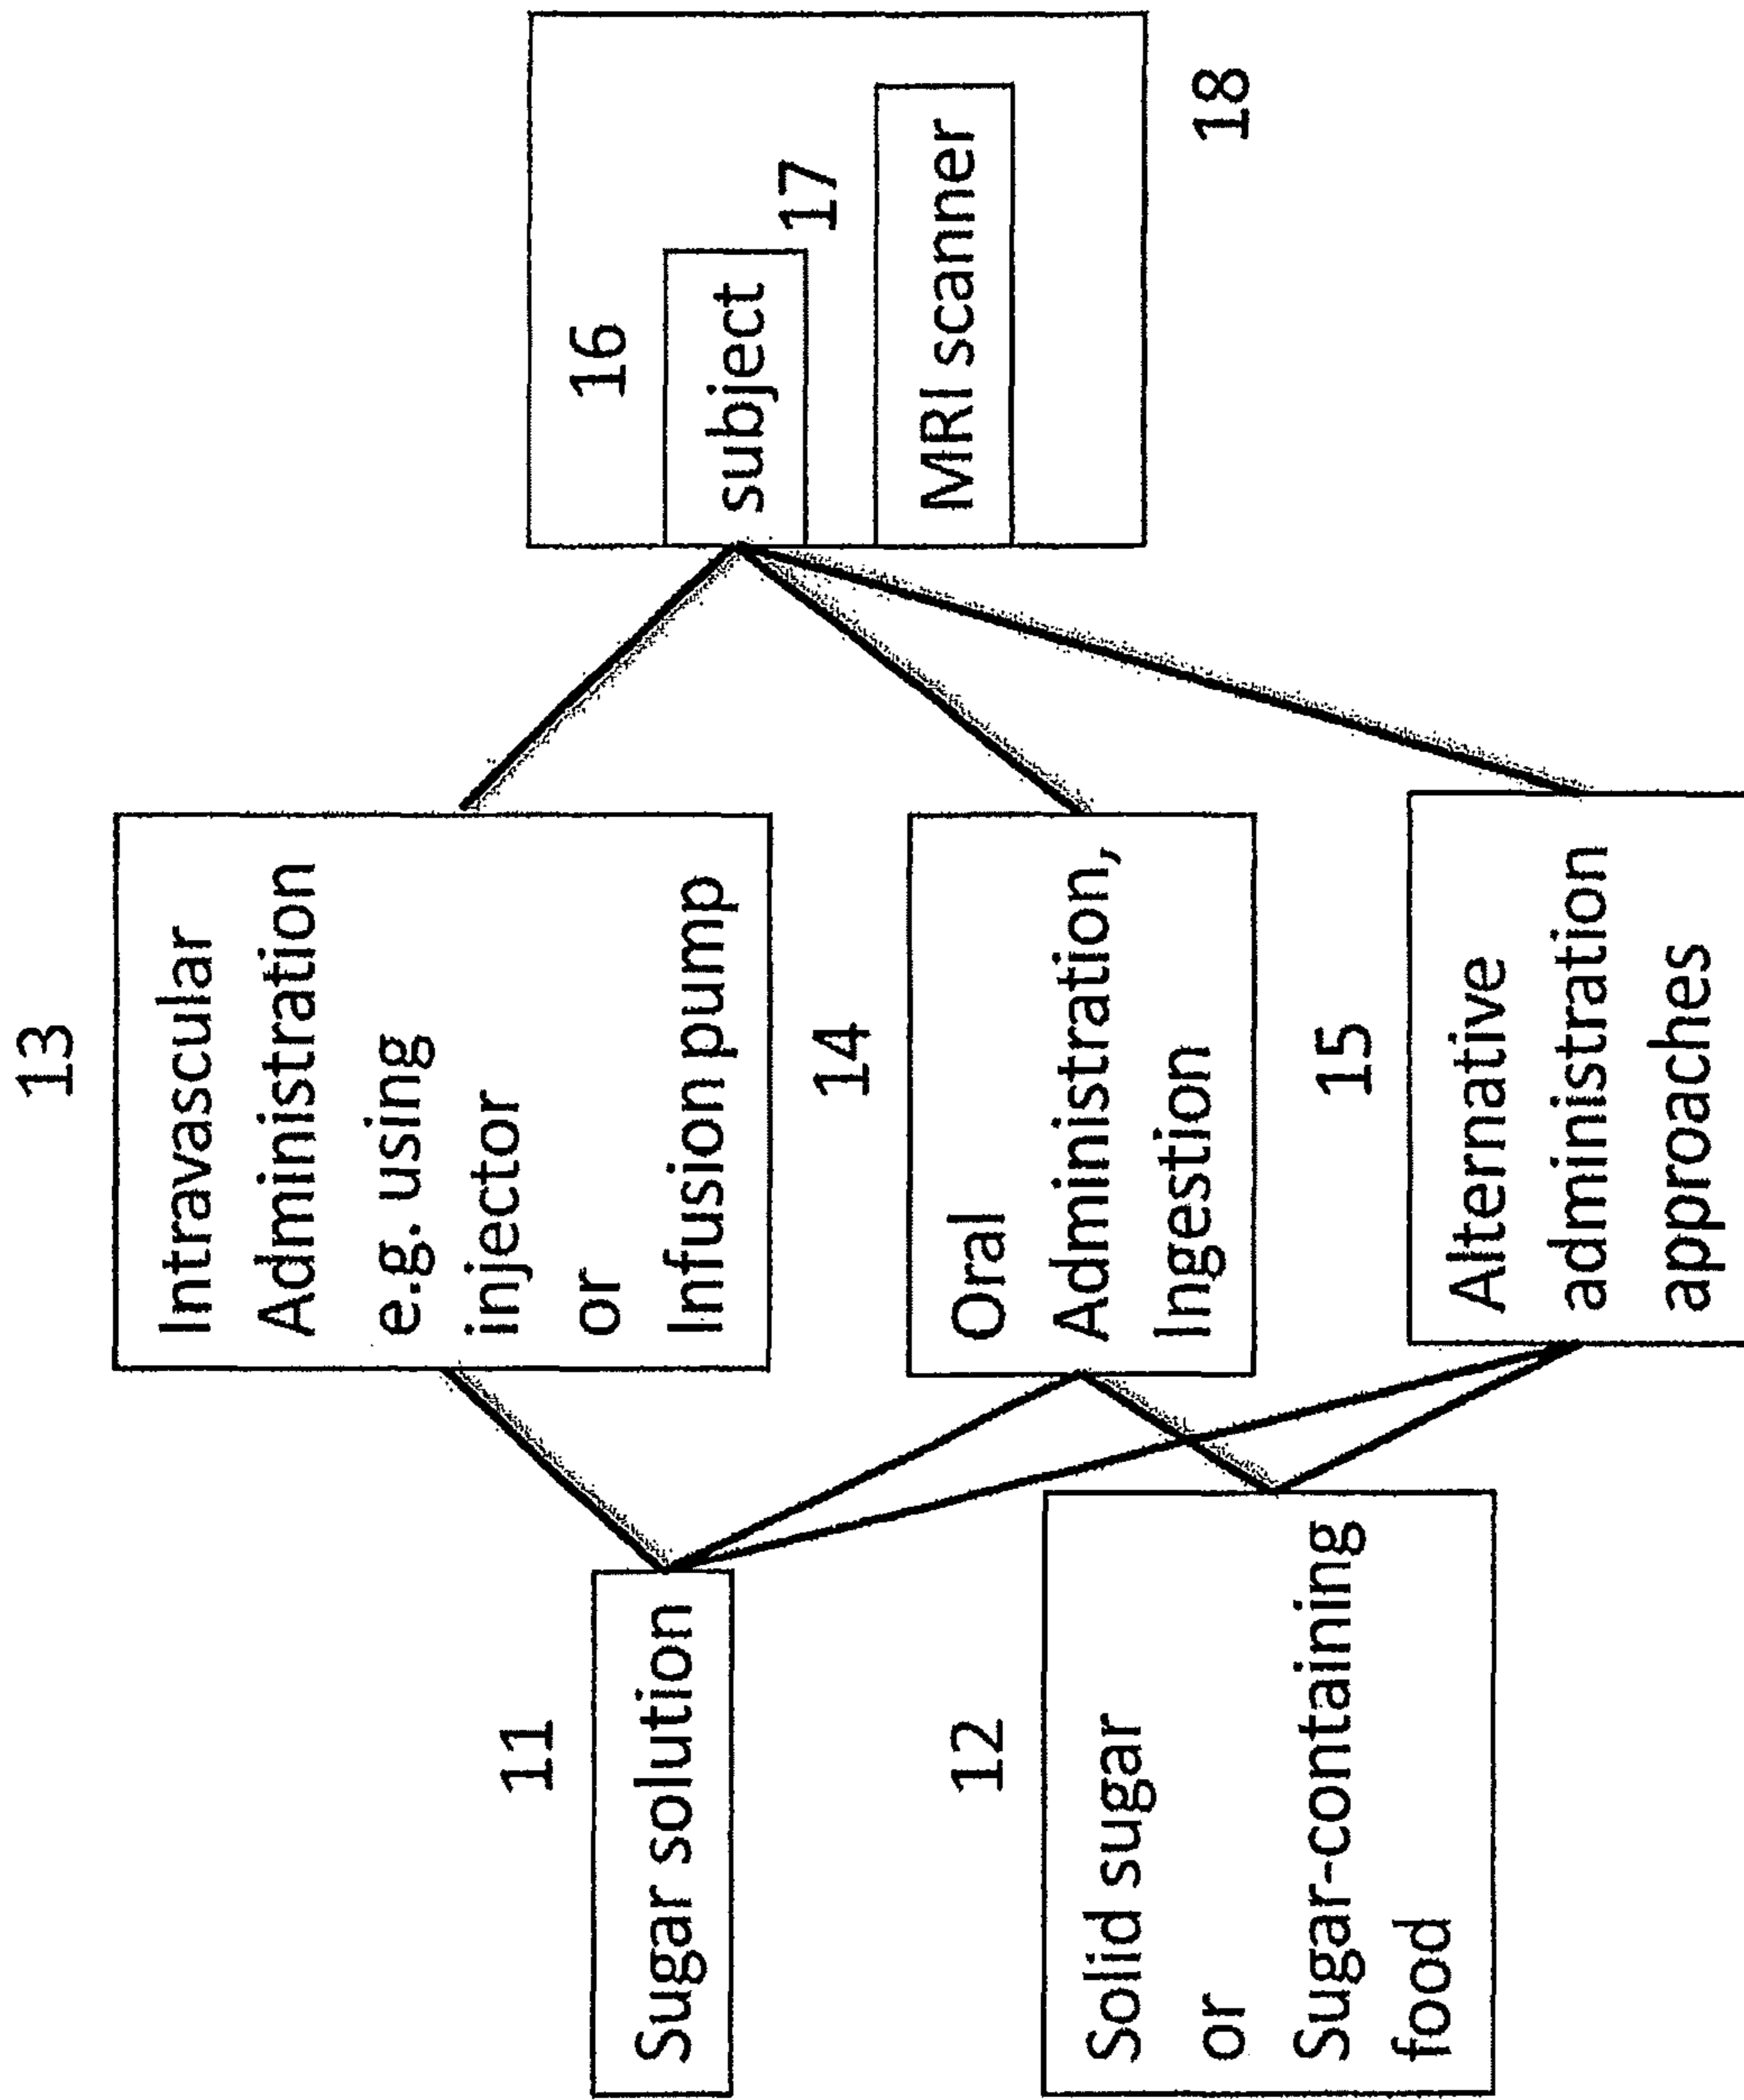 11
Sugar solution
12
Solid sugar
or
Sugar-containing
food
13
Intravascular
Administration
e.g. using
injector
or
Infusion pump
14
Oral
Administration,
Ingestion
15
Alternative
administration
approaches
16
subject
17
MRI scanner
18